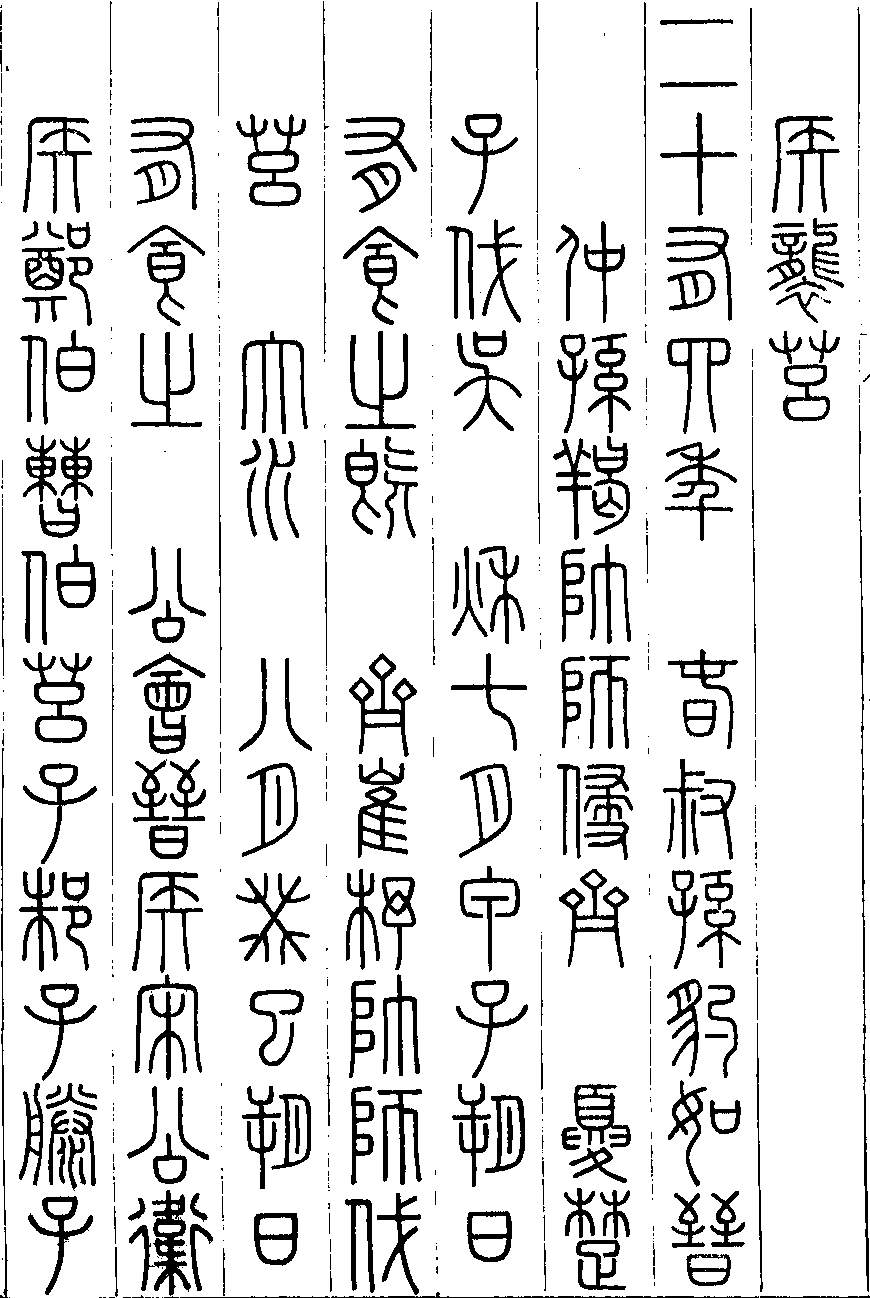 侯襲莒
二十有四年　春叔孫豹如晉
仲孫羯帥師侵齊　夏楚
子伐吳　秋七月甲子朔日
有食之既　齊崔杼帥師伐
莒　大水　八月癸巳朔日
有食之　公會晉侯宋公衛
侯鄭伯曹伯莒子邾子滕子